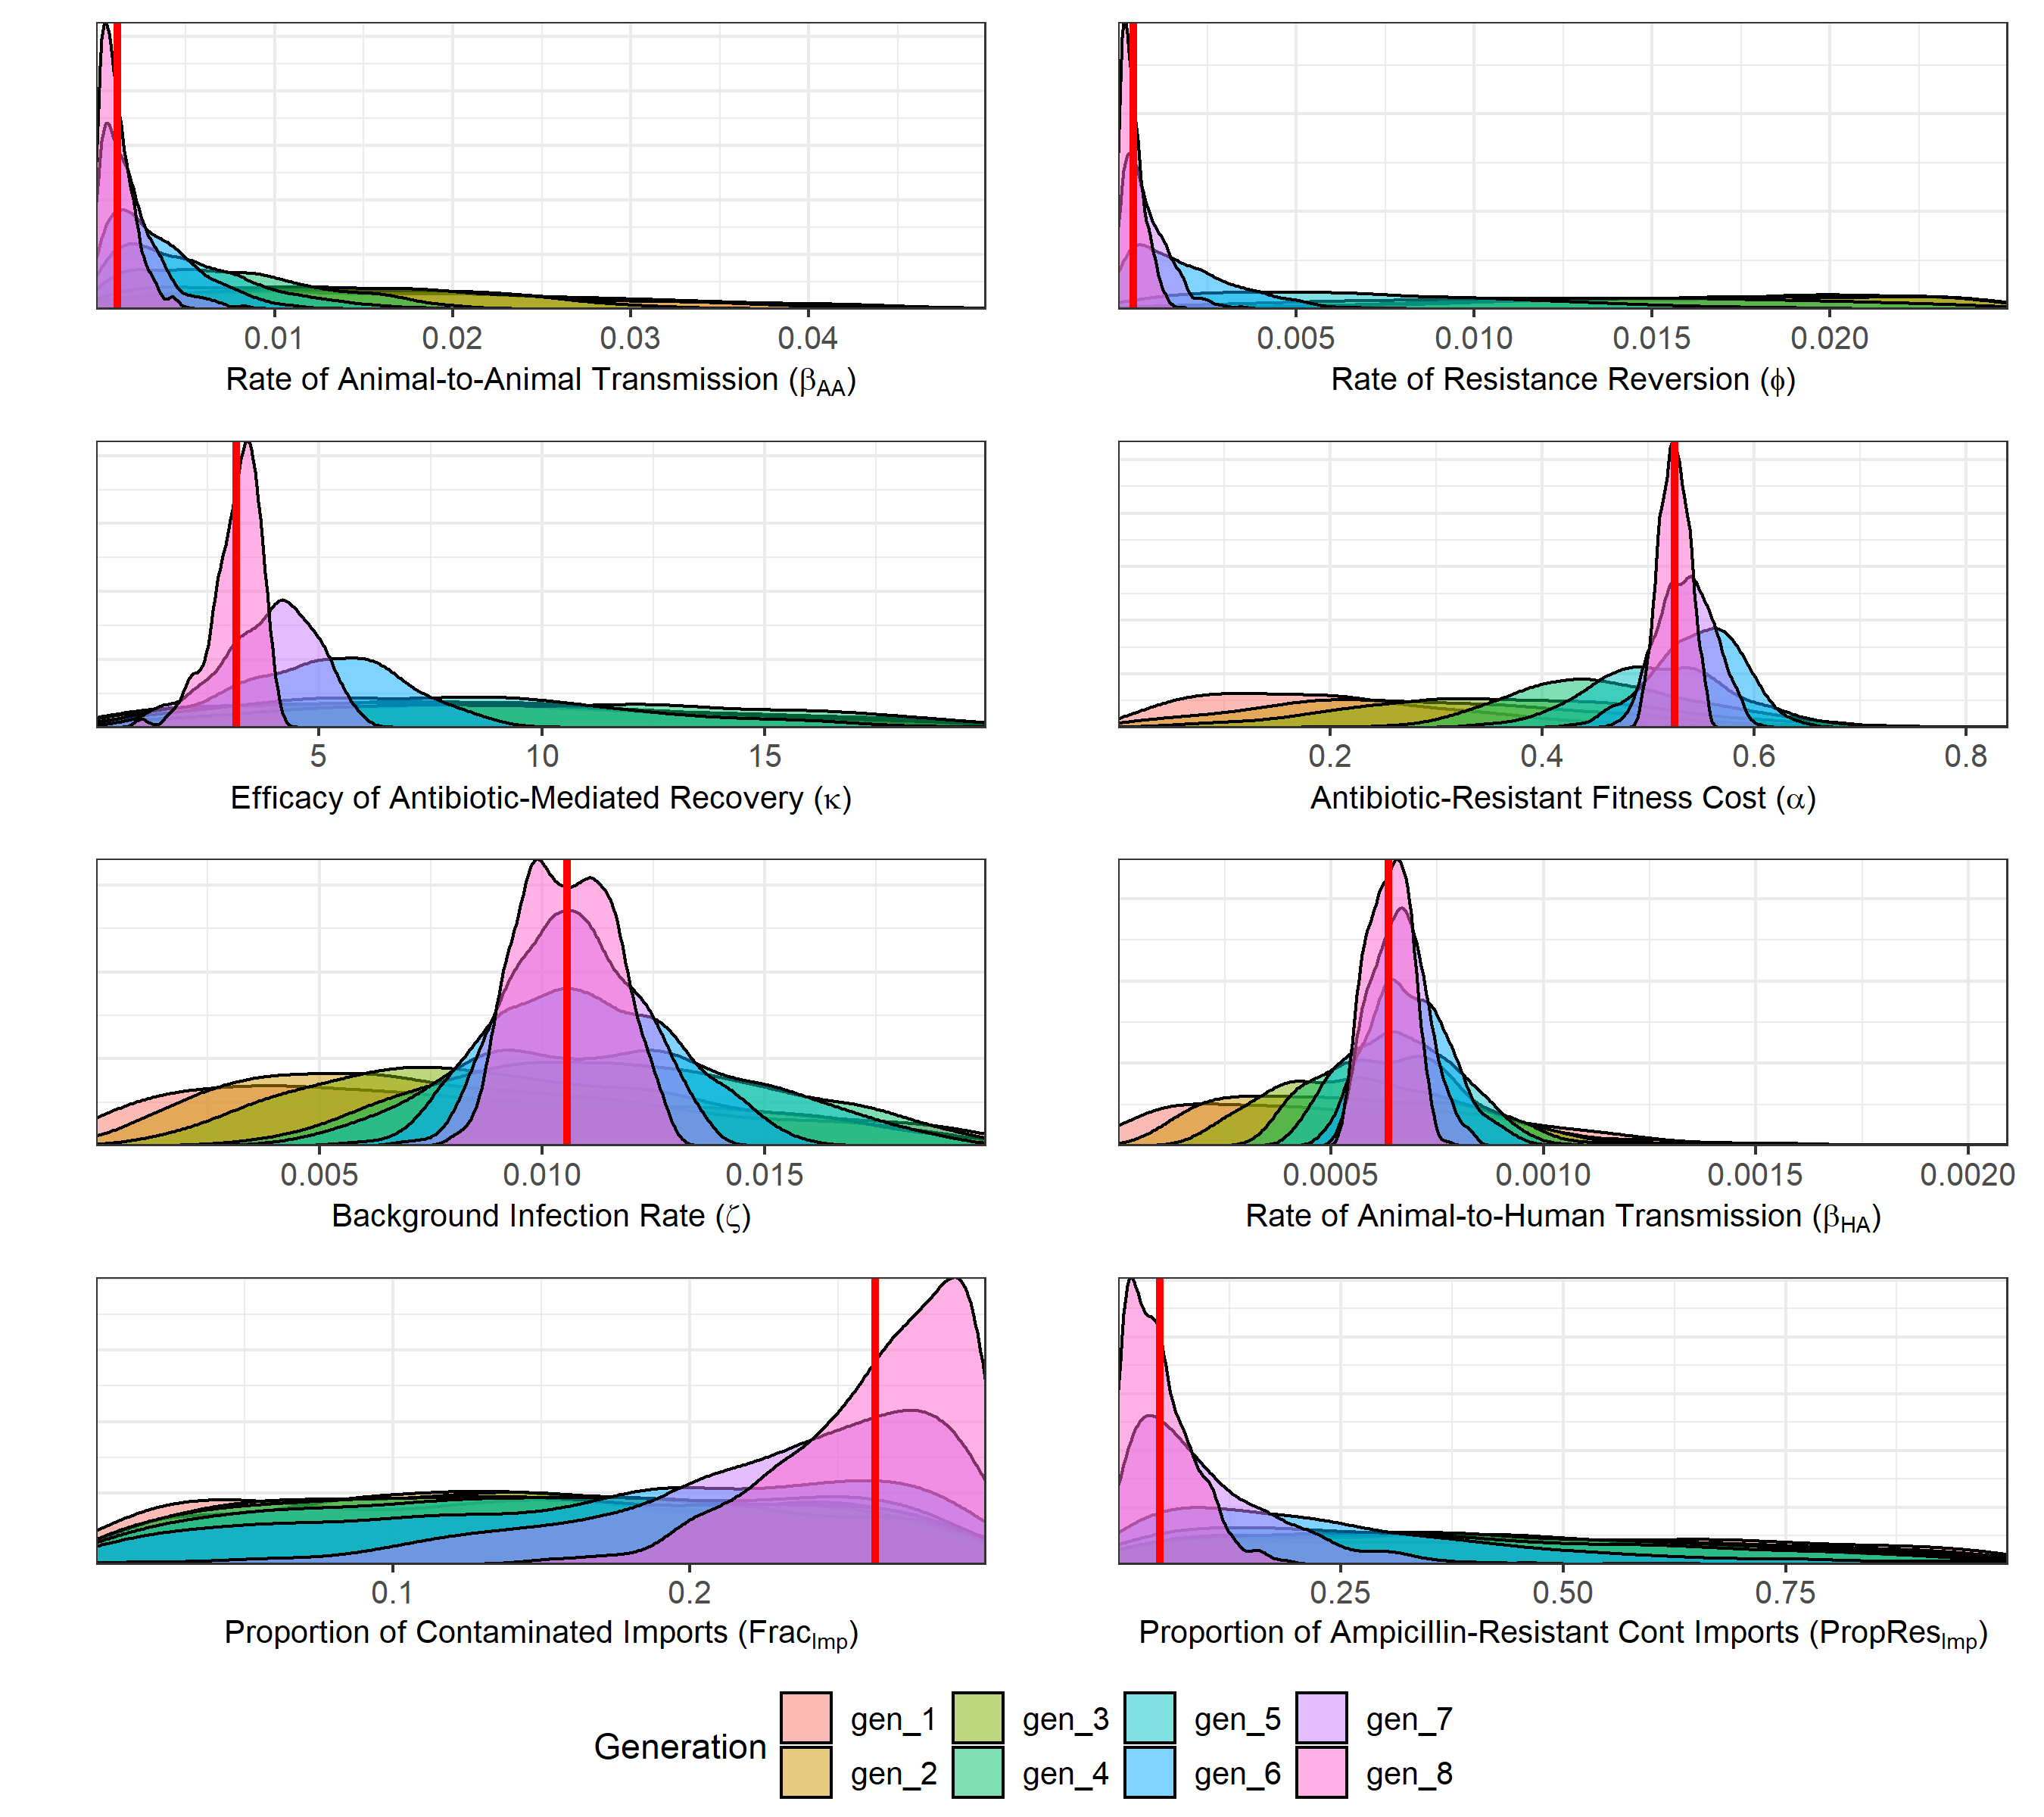 0.01 0.02 0.03 0.04
Rate of Animal-to-Animal Transmission (βAA)
0.005 0.010 0.015 0.020
Rate of Resistance Reversion (ϕ)
5 10 15
Efficacy of Antibiotic-Mediated Recovery (κ)
0.2 0.4 0.6 0.8
Antibiotic-Resistant Fitness Cost (α)
0.005 0.010 0.015
Background Infection Rate (ζ)
0.0005 0.0010 0.0015 0.0020
Rate of Animal-to-Human Transmission (βHA)
0.1 0.2
Proportion of Contaminated Imports (FracImp)
0.25 0.50 0.75
Proportion of Ampicillin-Resistant Cont Imports (PropResImp)
Generation
gen_1 gen_3 gen_5 gen_7
gen_2 gen_4 gen_6 gen_8